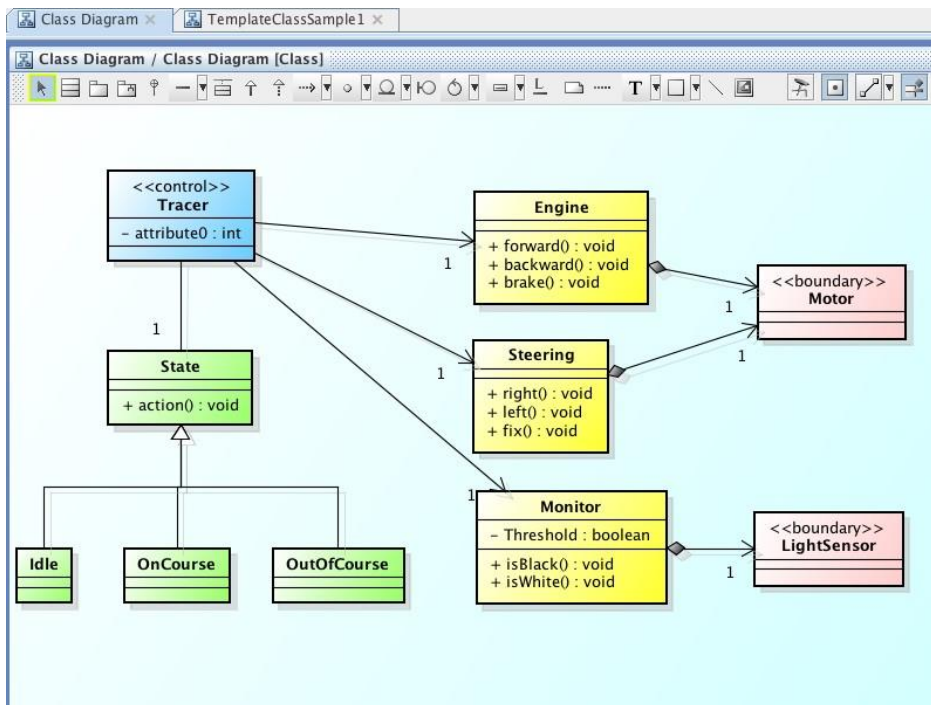 Class Diagram
TemplateClassSample1
Class Diagram / Class Diagram [Class]
T
<<control>>
Tracer
- attribute0 : int
1
State
+ action() : void
Idle
OnCourse
OutOfCourse
Engine
+ forward() : void
+ backward() : void
+ brake() : void
1
Steering
+ right() : void
+ left() : void
+ fix() : void
1
Monitor
- Threshold : boolean
+ isBlack() : void
+ isWhite() : void
1
<<boundary>>
Motor
1
1
<<boundary>>
LightSensor
1